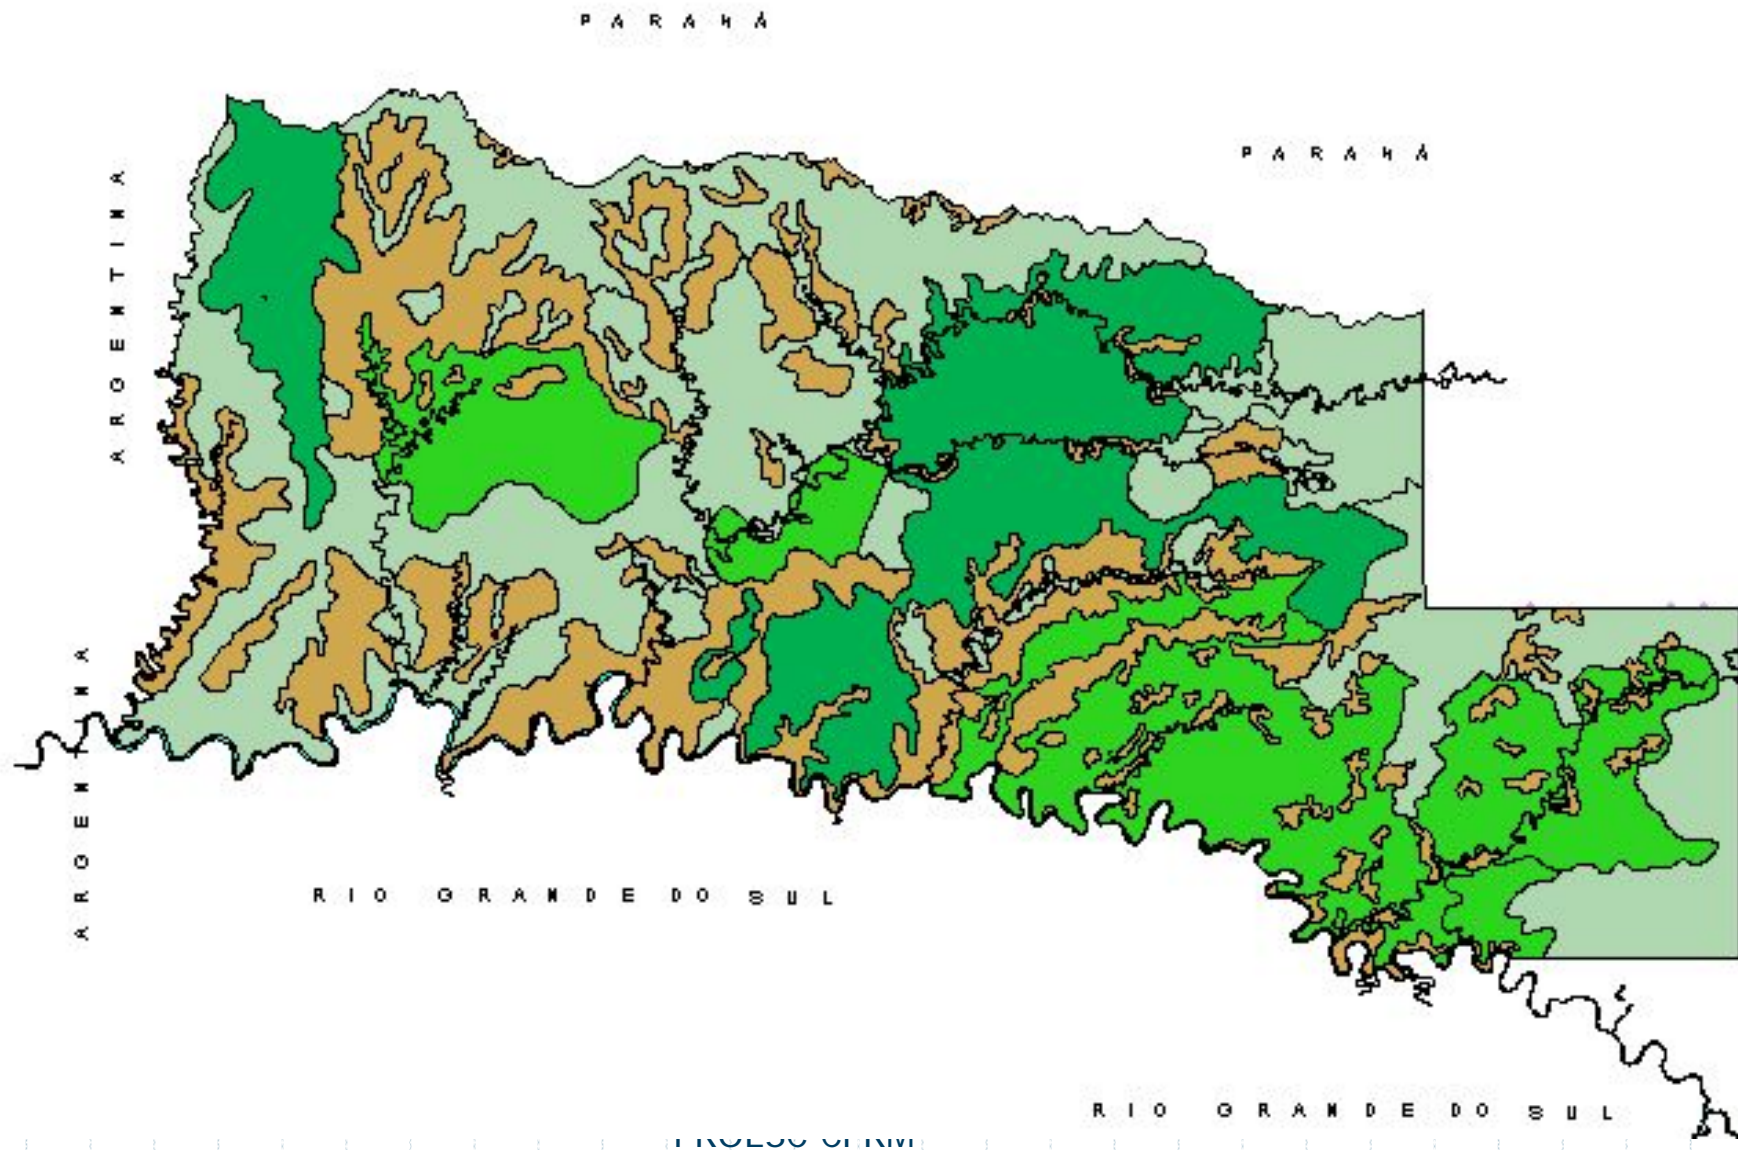 PARANÁ
PARANÁ
ARGENTINA
ARGENTINA
RIO GRANDE DO SUL
RIO GRANDE DO SUL